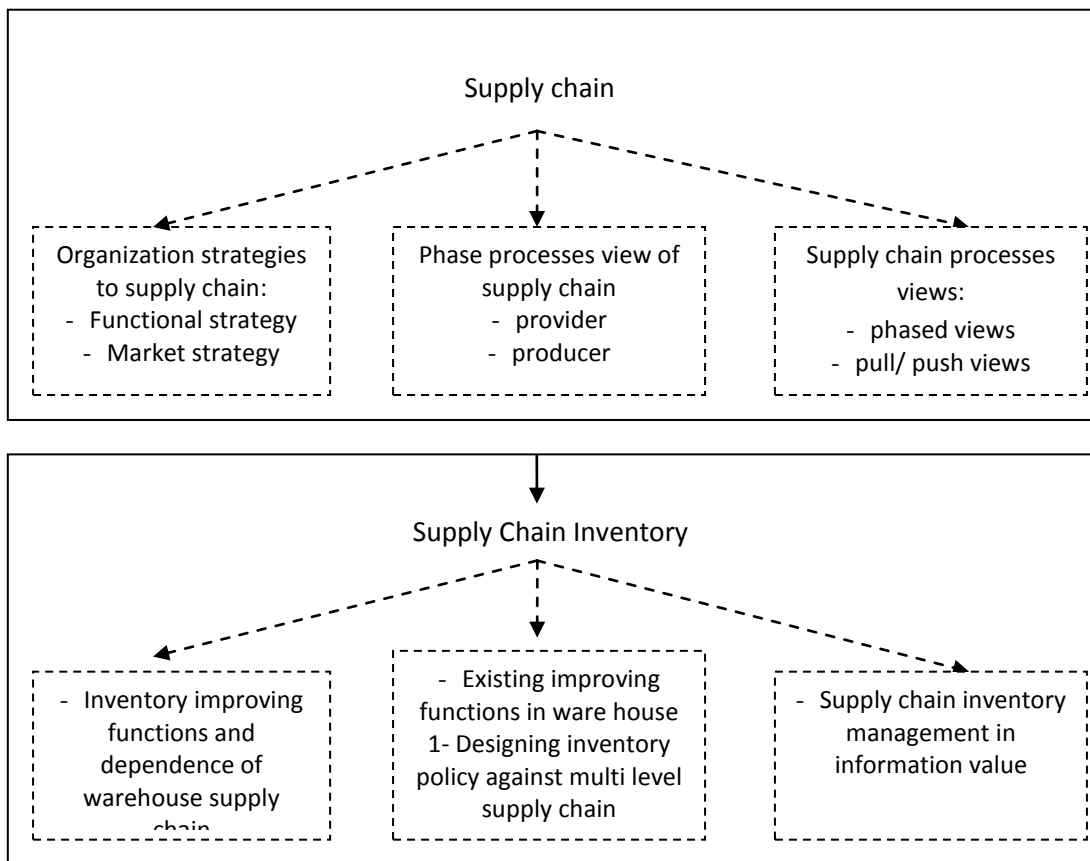 Supply chain
Organization strategies
to supply chain:
- Functional strategy
- Market strategy
Phase processes view of
supply chain
- provider
- producer
Supply chain processes
views:
- phased views
- pull/ push views
Supply Chain Inventory
- Inventory improving
functions and
dependence of
warehouse supply
chain
- Existing improving
functions in ware house
1- Designing inventory
policy against multi level
supply chain
- Supply chain inventory
management in
information value